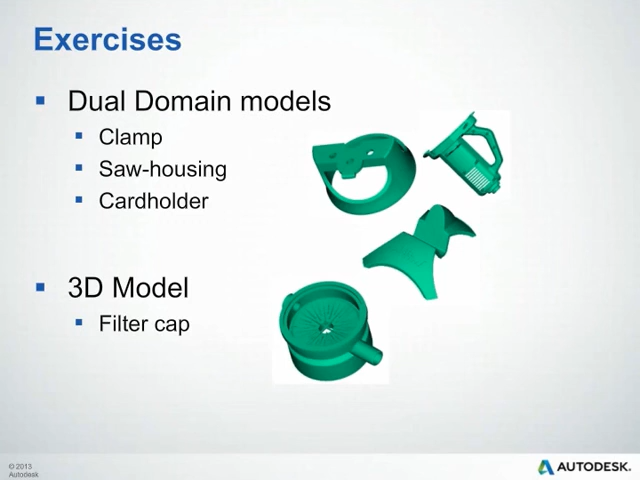 Exercises
Dual Domain models
Clamp
Saw-housing
Cardholder
3D Model
Filter cap
© 2013
Autodesk
AUTODESK.